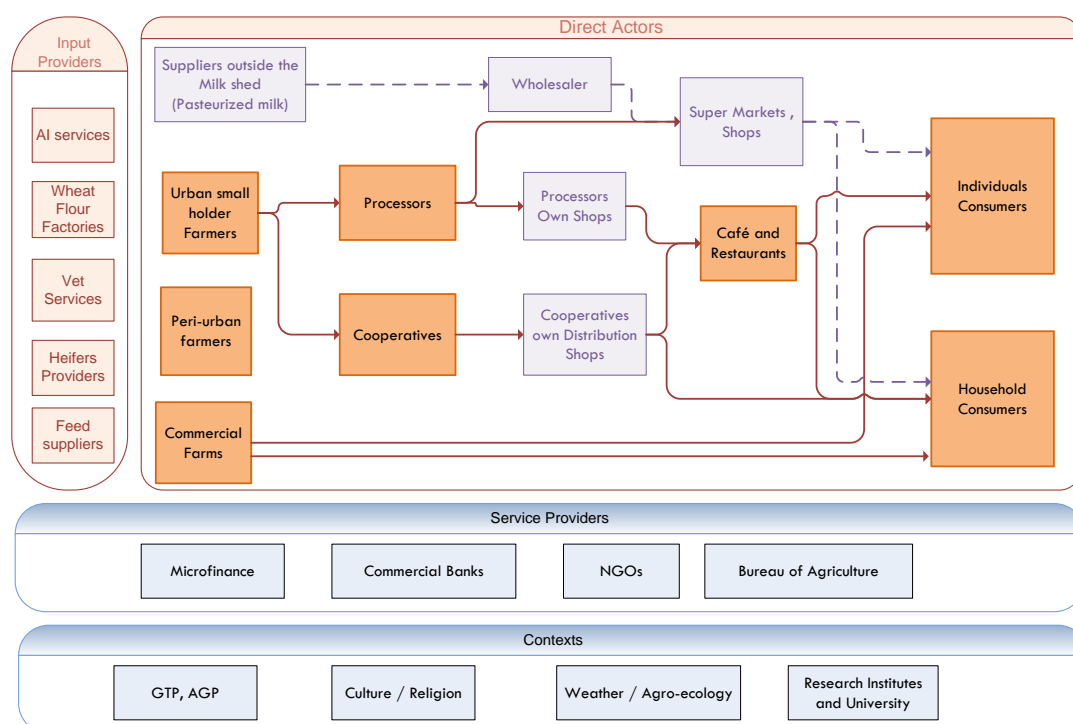 Input
Providers
AI services
Wheat
Flour
Factories
Vet
Services
Heifers
Providers
Feed
suppliers
Direct Actors
Suppliers outside the
Milk shed
(Pasteurized milk)
Wholesaler
Super Markets ,
Shops
Urban small
holder
Farmers
Processors
Processors
Own Shops
Café and
Restaurants
Individuals
Consumers
Peri-urban
farmers
Cooperatives
Cooperatives
own Distribution
Shops
Household
Consumers
Commercial
Farms
Service Providers
Microfinance
Commercial Banks
NGOs
Bureau of Agriculture
Contexts
GTP, AGP
Culture / Religion
Weather / Agro-ecology
Research Institutes
and University